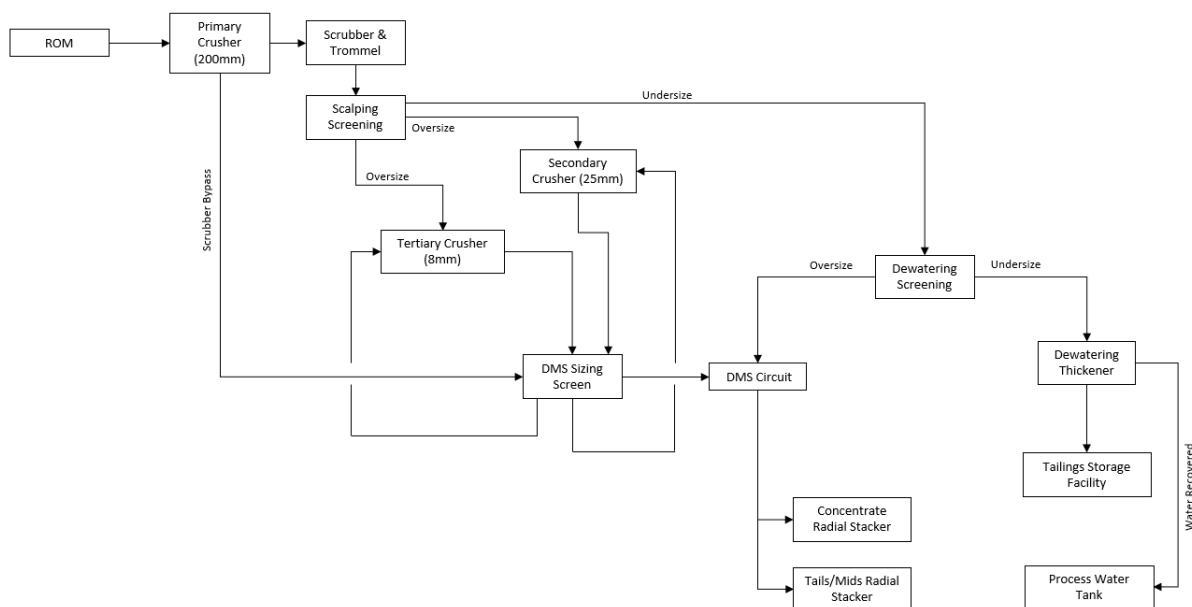 ROM
Primary
Crusher
(200mm)
Scrubber &
Trommel
Scalping
Screening
Undersize
Oversize
Oversize
Secondary
Crusher (25mm)
Scrubber Bypass
Tertiary Crusher
(8mm)
Oversize
Dewatering
Screening
Undersize
DMS Sizing
Screen
DMS Circuit
Dewatering
Thickener
Tailings Storage
Facility
Water Recovered
Concentrate
Radial Stacker
Tails/Mids Radial
Stacker
Process Water
Tank